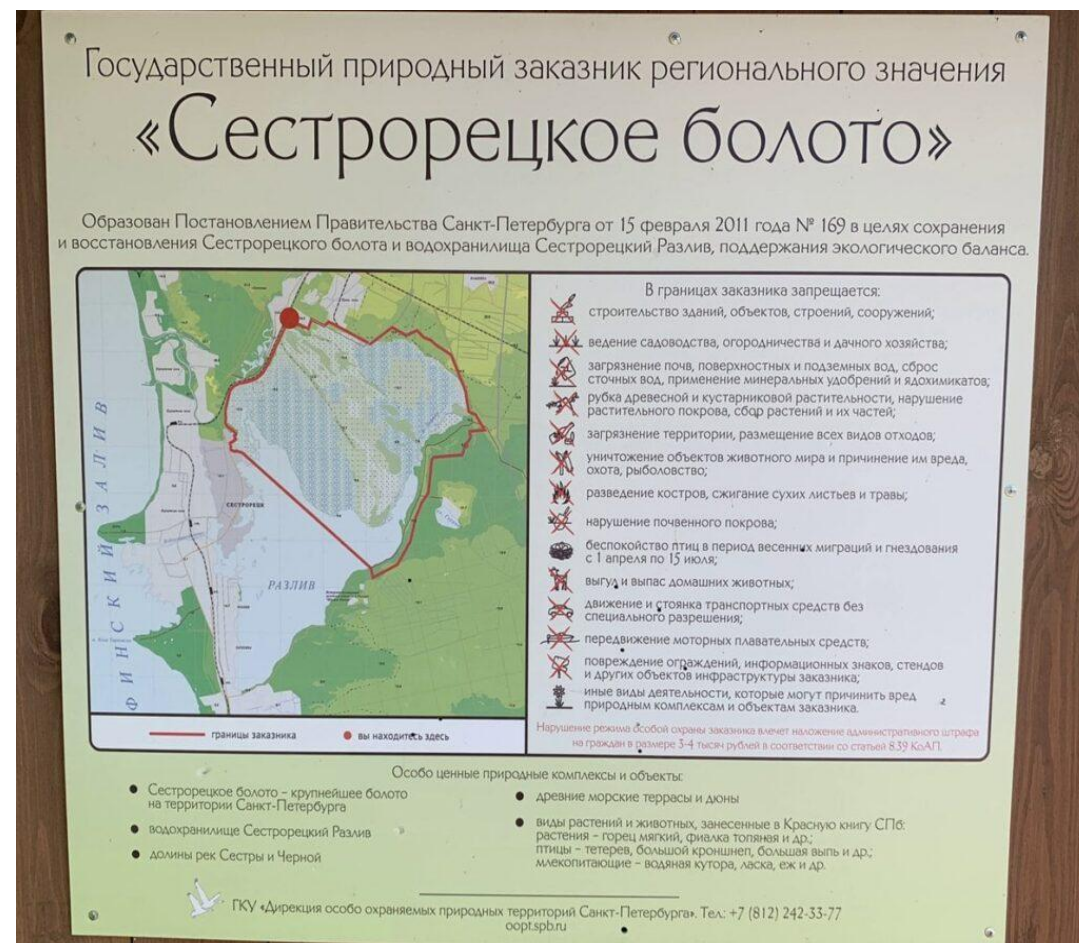 Государственный природный заказник регионального значения
«Сестрорецкое болото»
Образован Постановлением Правительства Санкт-Петербурга от 15 февраля 2011 года № 169 в целях сохранения
и восстановления Сестрорецкого болота и водохранилища Сестрорецкий Разлив, поддержания экологического баланса.
ФИНСКИЙ ЗАЛИВ
СЕСТРОРЕЦК
РАЗЛИВ
границы заказника
вы находитесь здесь
В границах заказника запрещается:
строительство зданий, объектов, строений, сооружений;
ведение садоводства, огородничества и дачного хозяйства;
загрязнение почв, поверхностных и подземных вод, сброс
сточных вод, применение минеральных удобрений и ядохимикатов;
рубка древесной и кустарниковой растительности, нарушение
растительного покрова, сбор растений и их частей;
загрязнение территории, размещение всех видов отходов;
уничтожение объектов животного мира и причинение им вреда,
охота, рыболовство;
разведение костров, сжигание сухих листьев и травы;
нарушение почвенного покрова;
беспокойство птиц в период весенних миграций и гнездования
с 1 апреля по 15 июля;
выгул и выпас домашних животных;
движение и стоянка транспортных средств без
специального разрешения;
передвижение моторных плавательных средств;
повреждение ограждений, информационных знаков, стендов
и других объектов инфраструктуры заказника;
иные виды деятельности, которые могут причинить вред
природным комплексам и объектам заказника.
Нарушение режима особой охраны заказника влечет наложение административного штрафа
на граждан в размере 3-4 тысяч рублей в соответствии со статьей 8.39 КоАП.
Особо ценные природные комплексы и объекты:
Сестрорецкое болото – крупнейшее болото
на территории Санкт-Петербурга
водохранилище Сестрорецкий Разлив
долины рек Сестры и Черной
древние морские террасы и дюны
виды растений и животных, занесенные в Красную книгу СПб:
растения – горец мягкий, фиалка топяная и др.;
птицы – тетерев, большой кроншнеп, большая выпь и др.;
млекопитающие – водяная кутора, ласка, еж и др.
ГКУ «Дирекция особо охраняемых природных территорий Санкт-Петербурга». Тел.: +7 (812) 242-33-77
oopt.spb.ru